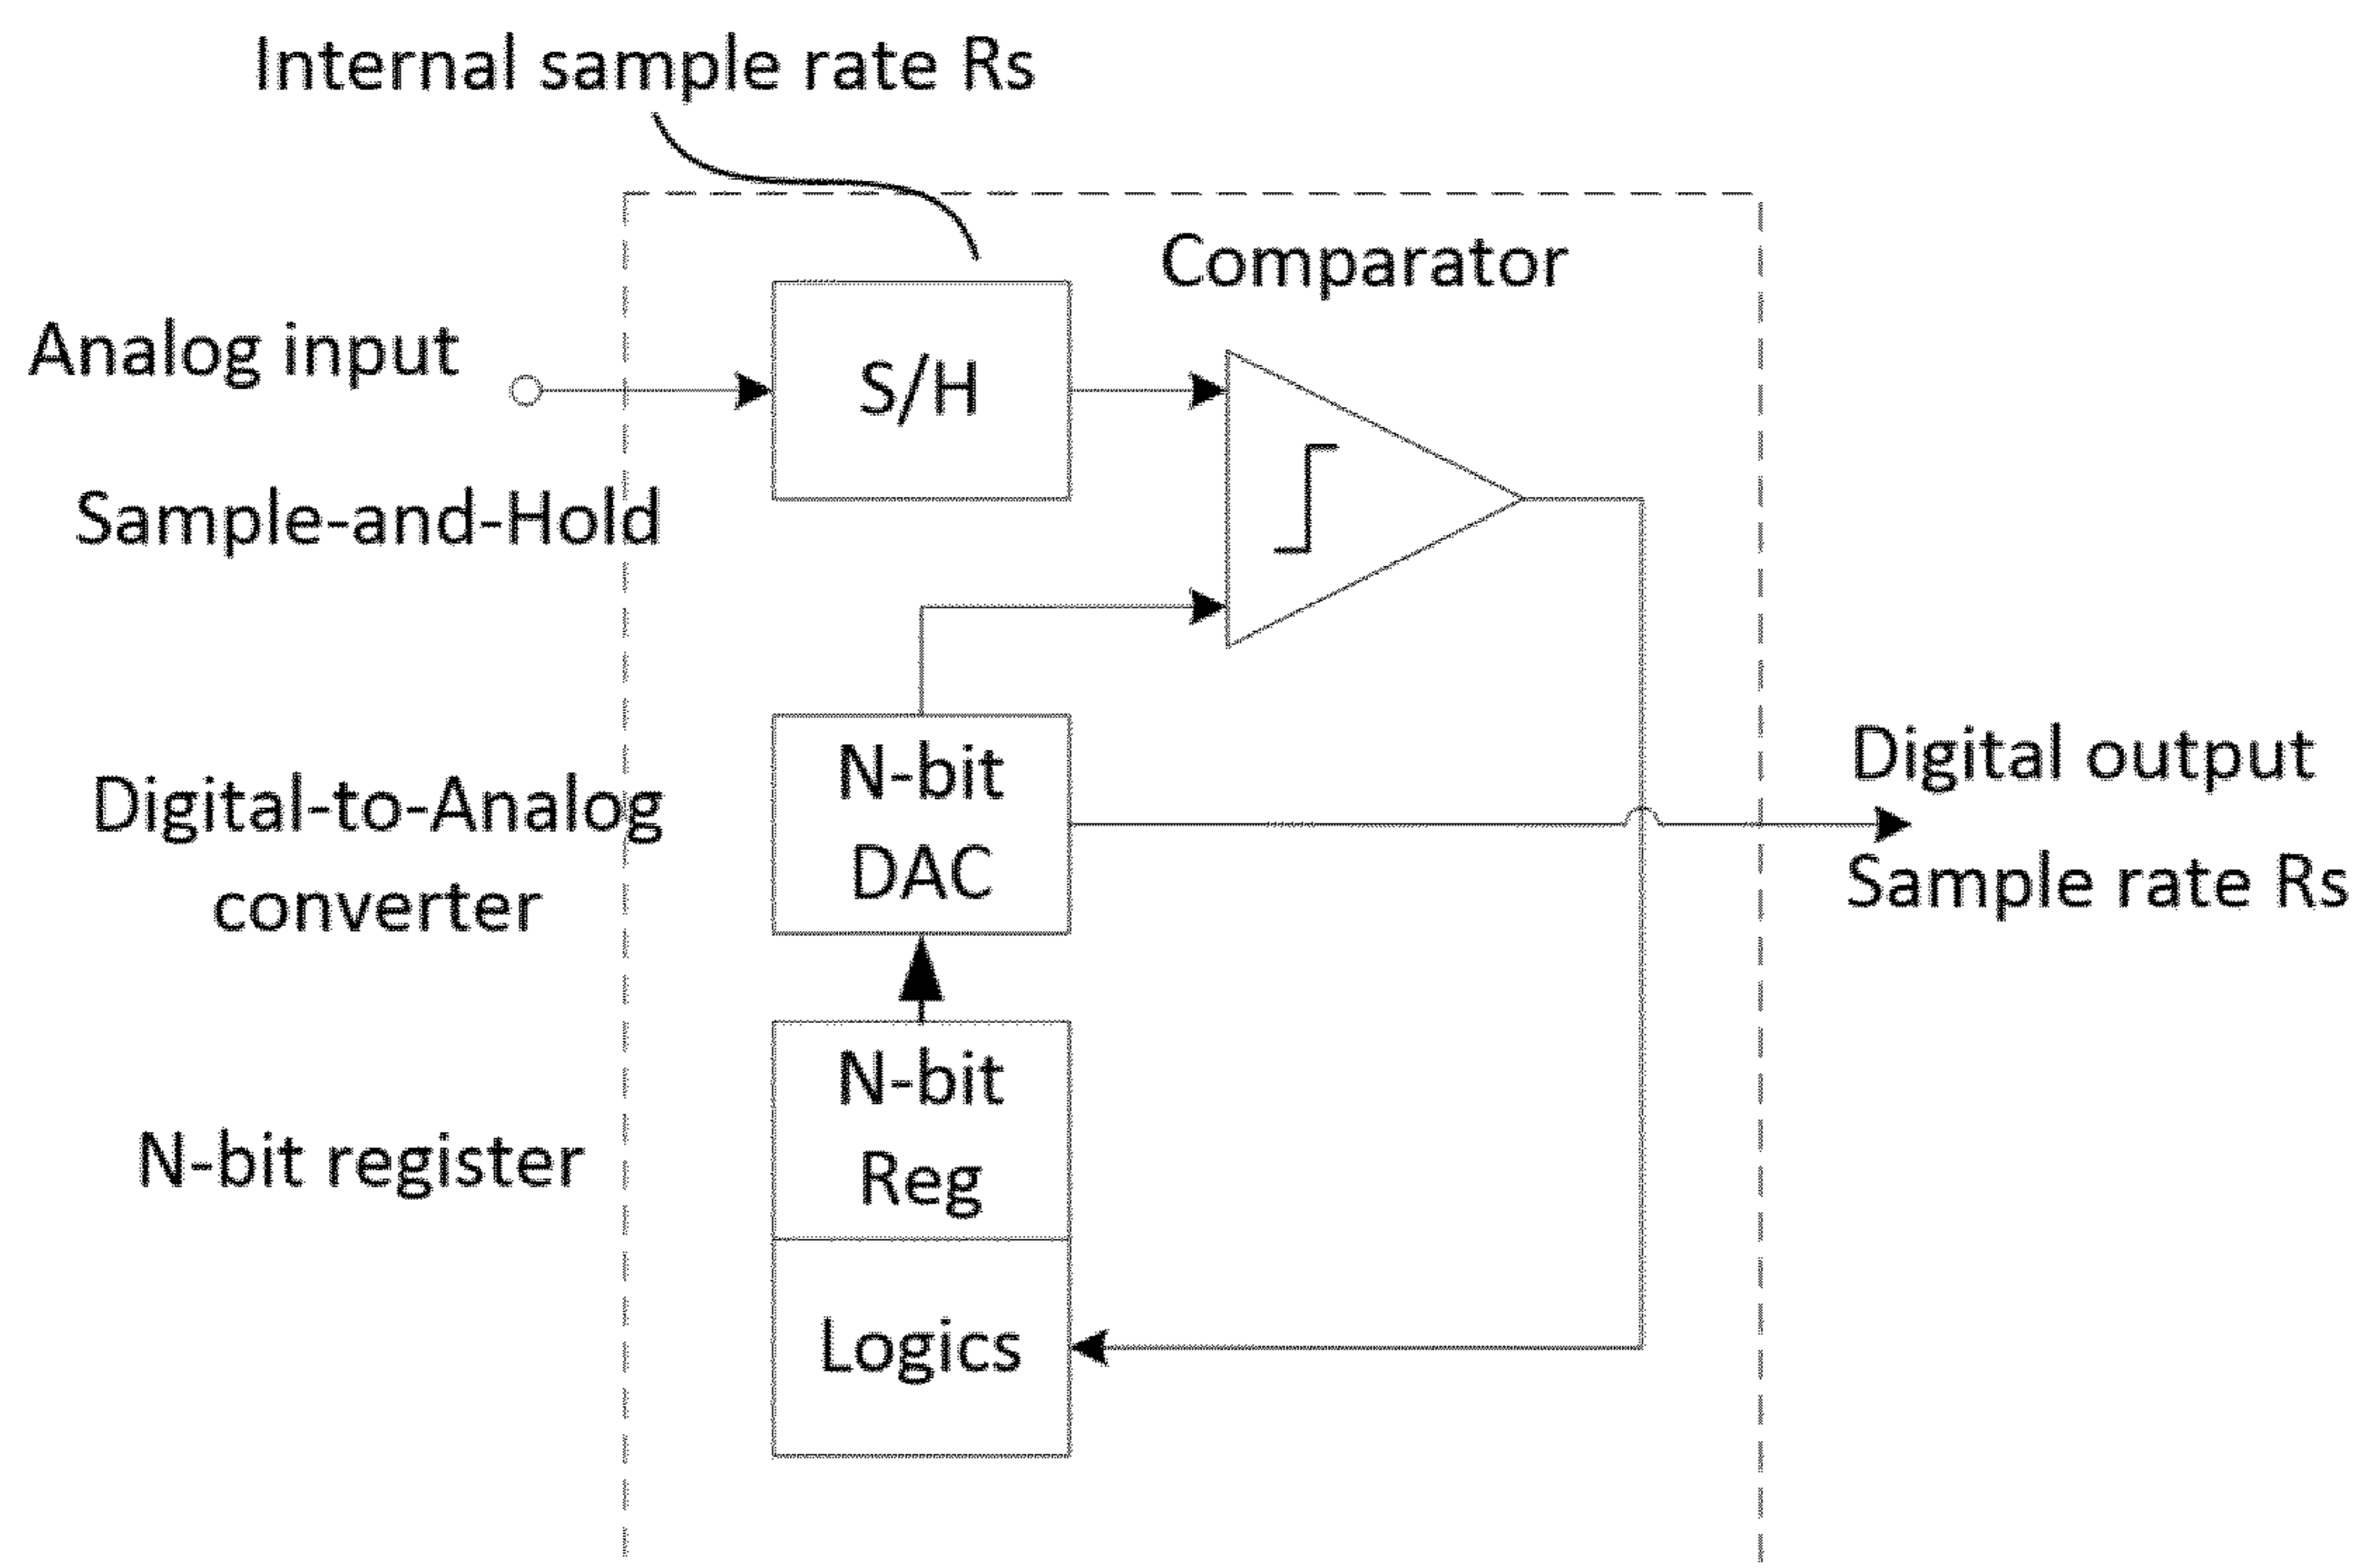 Internal sample rate Rs
Comparator
Analog input
S/H
Sample-and-Hold
N-bit
DAC
Digital-to-Analog
converter
Digital output
Sample rate Rs
N-bit
Reg
N-bit register
Logics